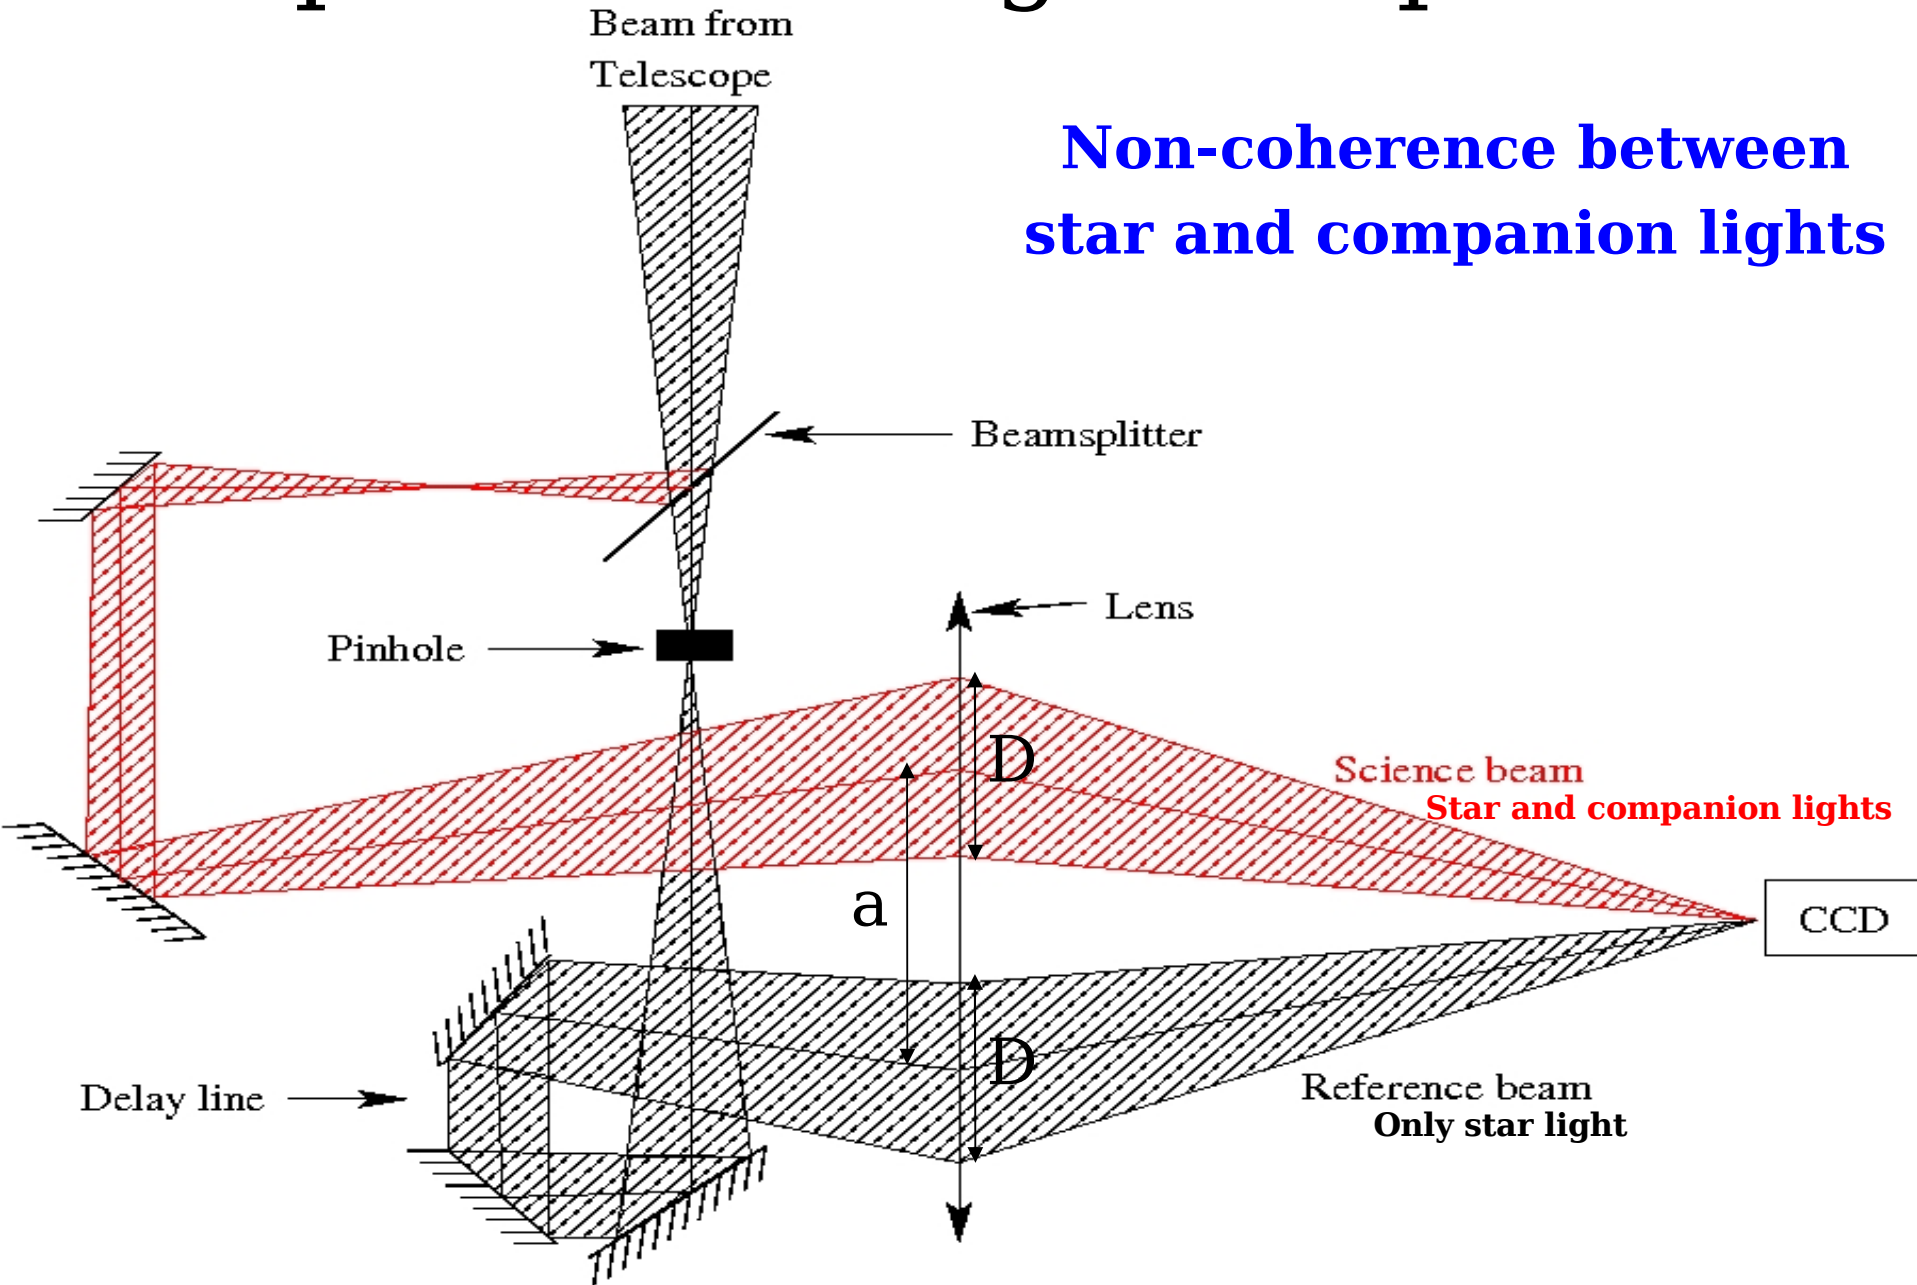 Beam from
Telescope
Non-coherence between
star and companion lights
Beamsplitter
Lens
Pinhole
D
Science beam
Star and companion lights
a
CCD
D
Delay line
Reference beam
Only star light